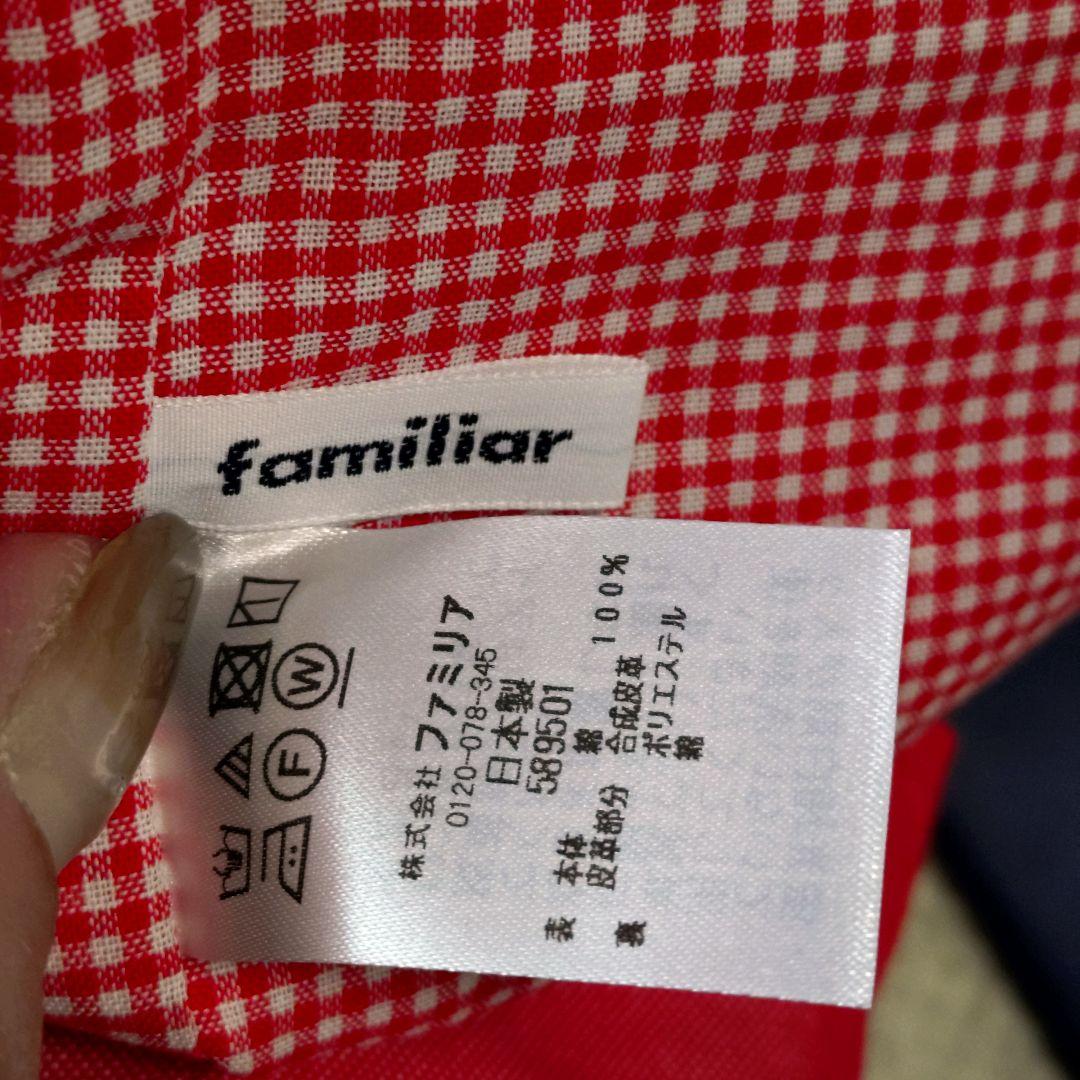 familiar
株式会社 ファミリア
0120-078-345
日本製
589501
表 本体 綿 100%
皮革部分 合成皮革
裏 ポリエステル
綿
W
F